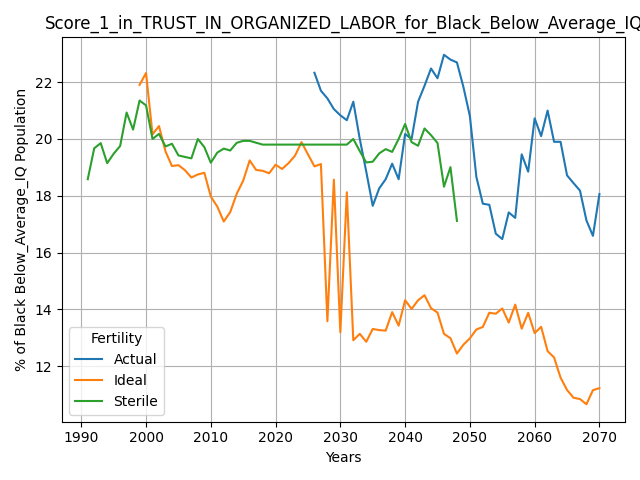 Score_1_in_TRUST_IN_ORGANIZED_LABOR_for_Black_Below_Average_IQ
% of Black Below_Average_IQ Population
22
20
18
16
14
12
Fertility
Actual
Ideal
Sterile
1990 2000 2010 2020 2030 2040 2050 2060 2070
Years